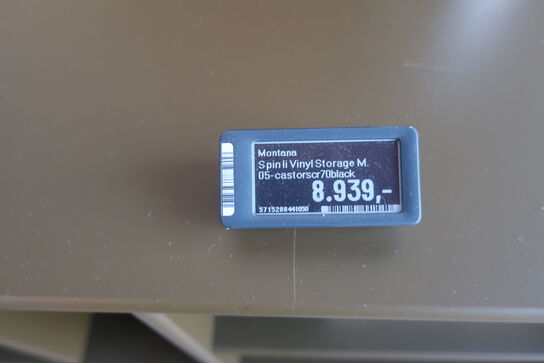 Montana
Spin li Vinyl Storage M.
05-castorscr70black
8.939,-
5715288441050